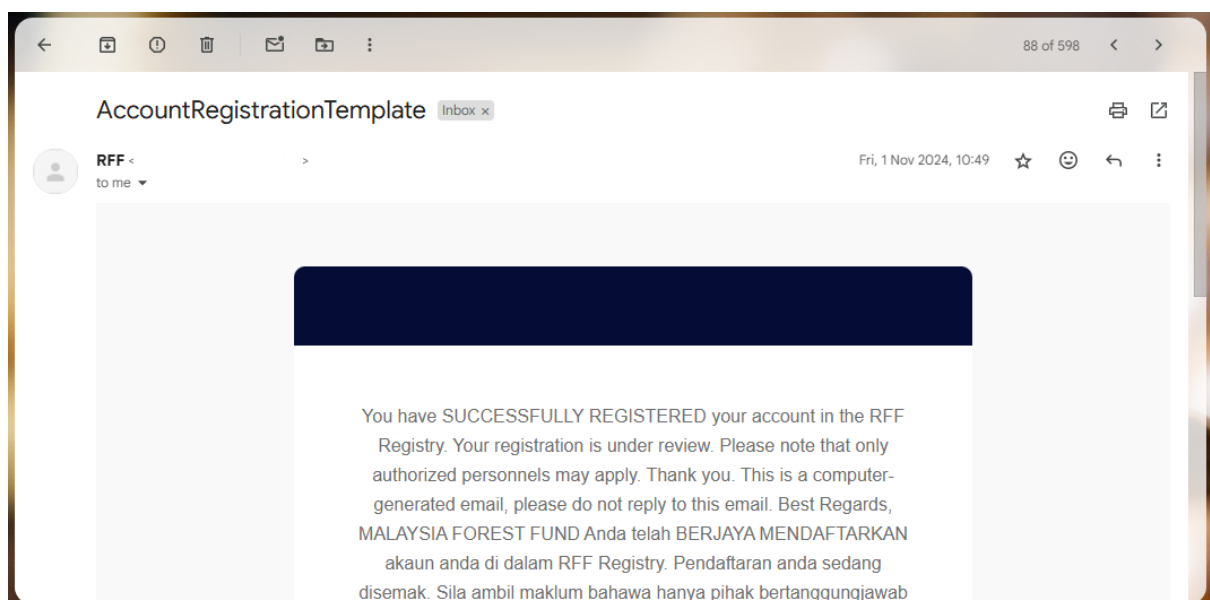 88 of 598
AccountRegistrationTemplate Inbox ×
RFF < >
Fri, 1 Nov 2024, 10:49
to me
You have SUCCESSFULLY REGISTERED your account in the RFF
Registry. Your registration is under review. Please note that only
authorized personnels may apply. Thank you. This is a computer-
generated email, please do not reply to this email. Best Regards,
MALAYSIA FOREST FUND Anda telah BERJAYA MENDAFTARKAN
akaun anda di dalam RFF Registry. Pendaftaran anda sedang
disemak. Sila ambil maklum bahawa hanya pihak bertanggungjawab